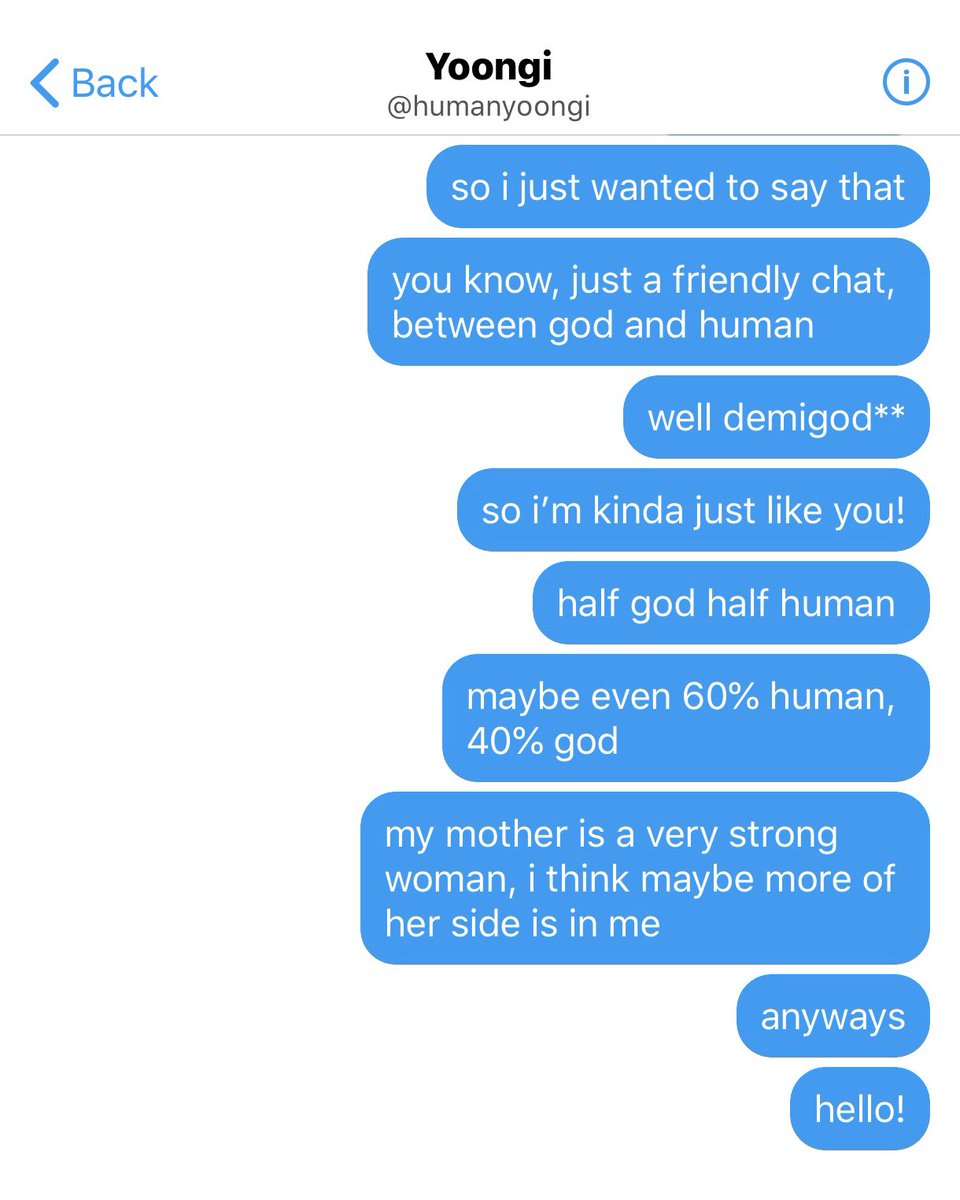 Back
Yoongi
@humanyoongi
so i just wanted to say that
you know, just a friendly chat,
between god and human
well demigod**
so i’m kinda just like you!
half god half human
maybe even 60% human,
40% god
my mother is a very strong
woman, i think maybe more of
her side is in me
anyways
hello!